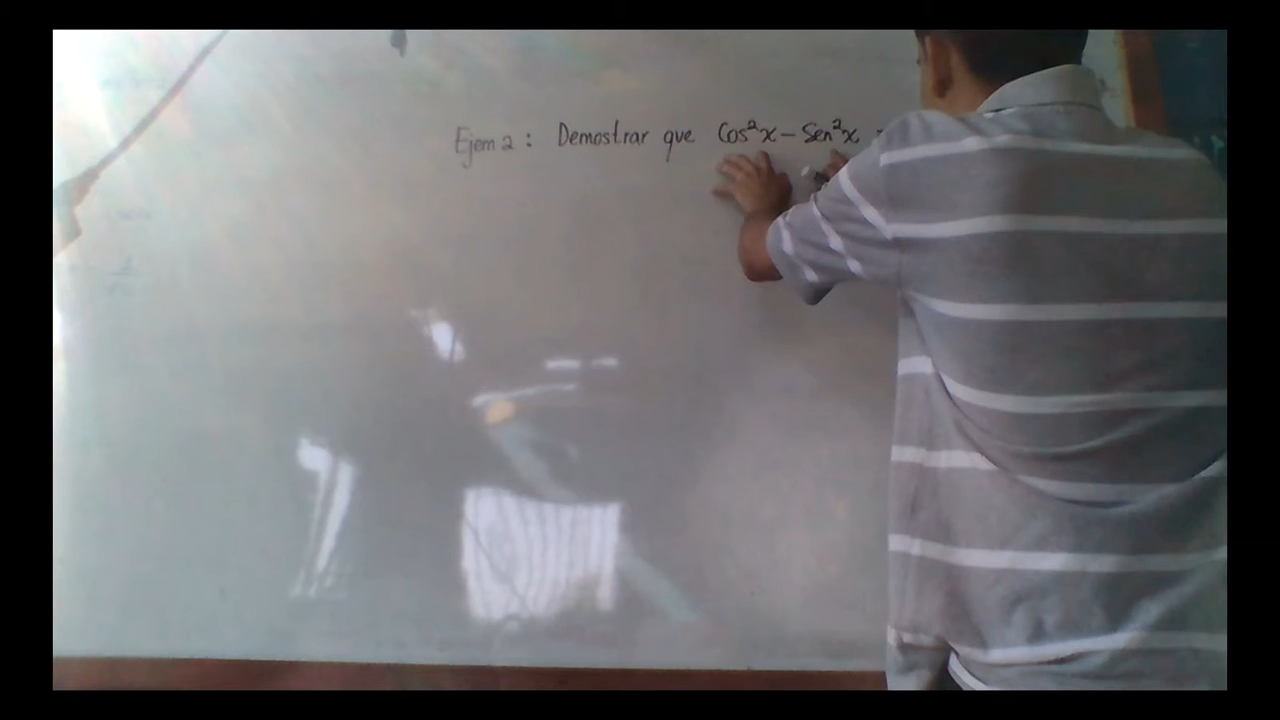 Ejem 2 : Demostrar que Cos²x - Sen²x =